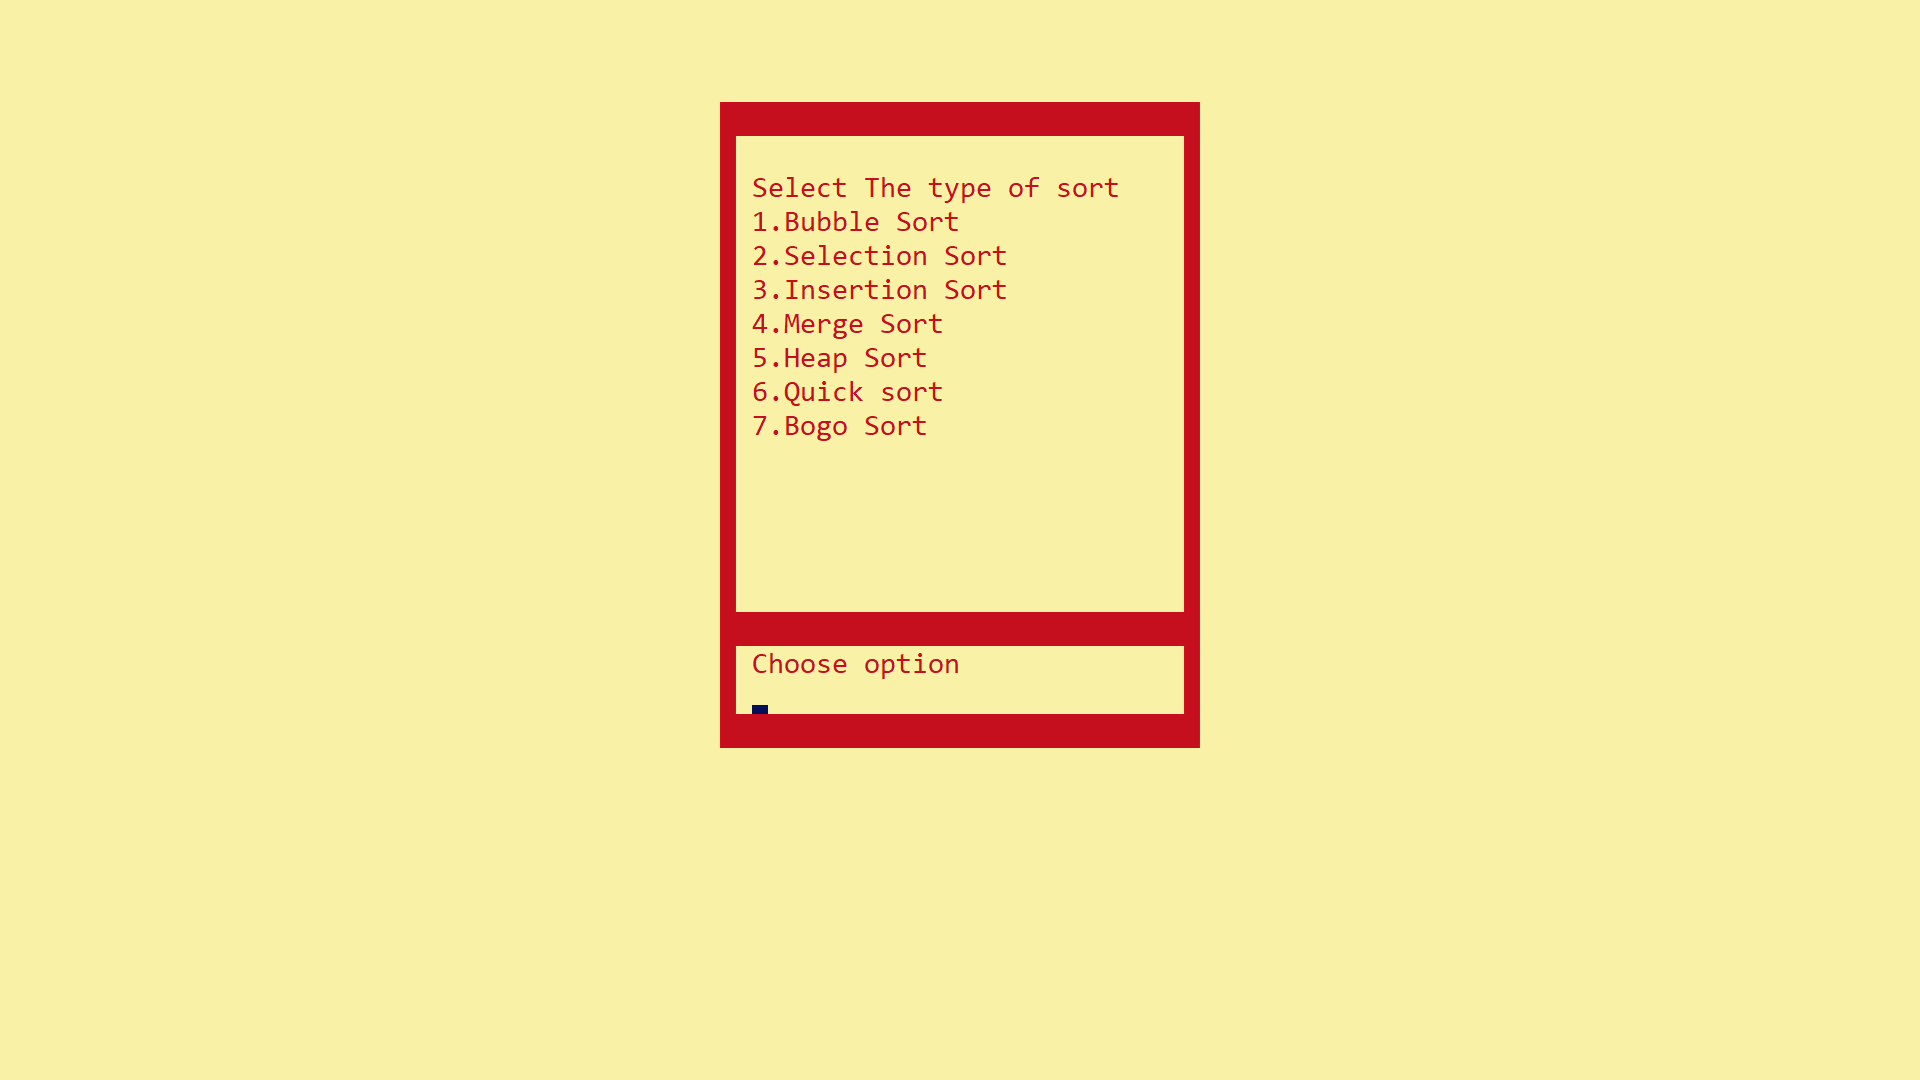 Select The type of sort
1.Bubble Sort
2.Selection Sort
3.Insertion Sort
4.Merge Sort
5.Heap Sort
6.Quick sort
7.Bogo Sort
Choose option